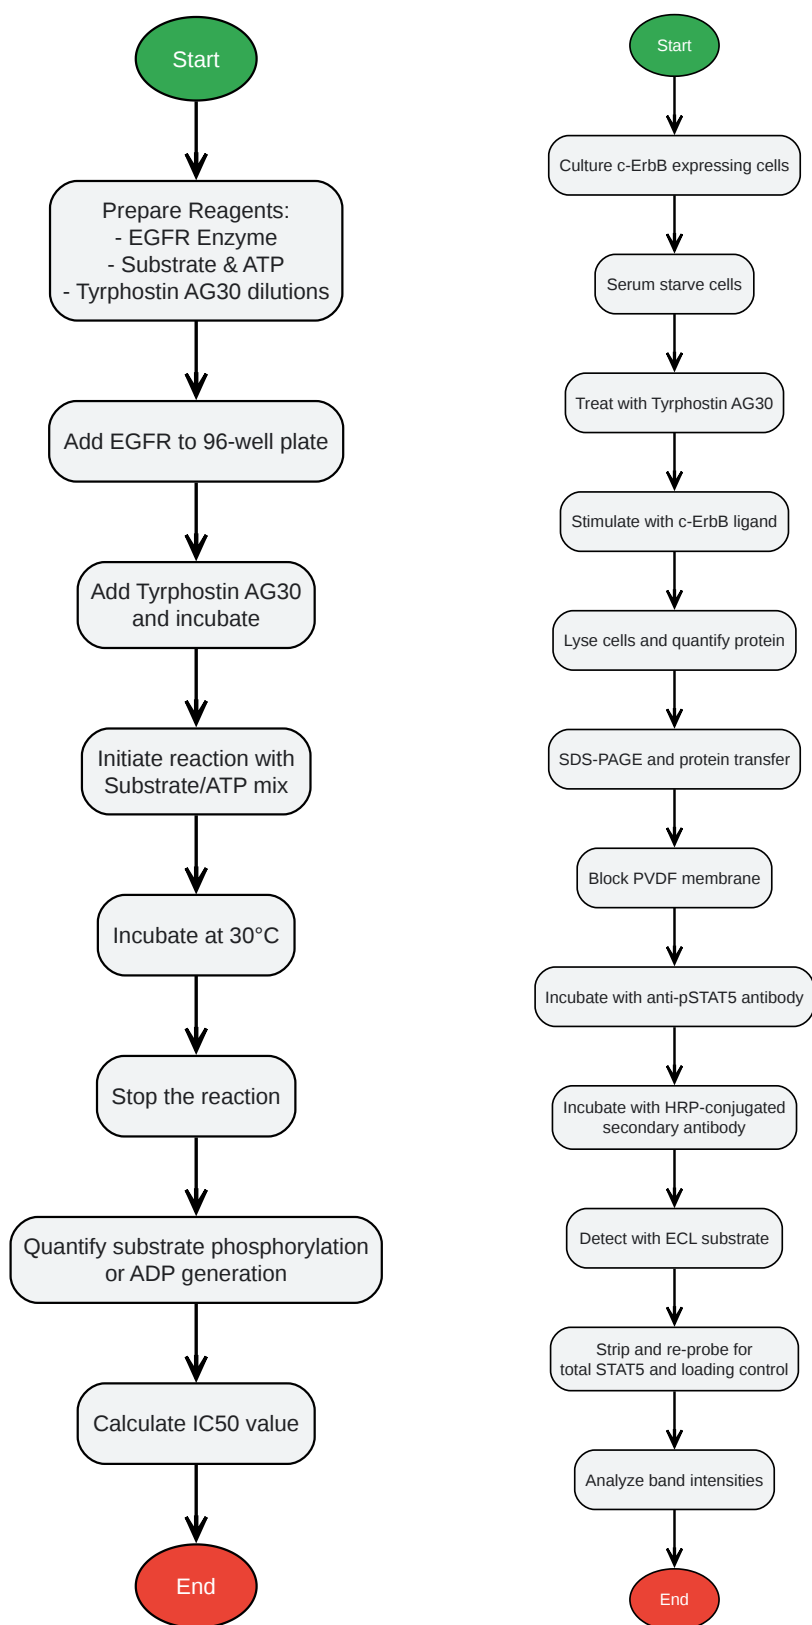 Start
Prepare Reagents:
- EGFR Enzyme
- Substrate & ATP
- Tyrphostin AG30 dilutions
Add EGFR to 96-well plate
Add Tyrphostin AG30
and incubate
Initiate reaction with
Substrate/ATP mix
Incubate at 30°C
Stop the reaction
Quantify substrate phosphorylation
or ADP generation
Calculate IC50 value
End
Start
Culture c-ErbB expressing cells
Serum starve cells
Treat with Tyrphostin AG30
Stimulate with c-ErbB ligand
Lyse cells and quantify protein
SDS-PAGE and protein transfer
Block PVDF membrane
Incubate with anti-pSTAT5 antibody
Incubate with HRP-conjugated
secondary antibody
Detect with ECL substrate
Strip and re-probe for
total STAT5 and loading control
Analyze band intensities
End